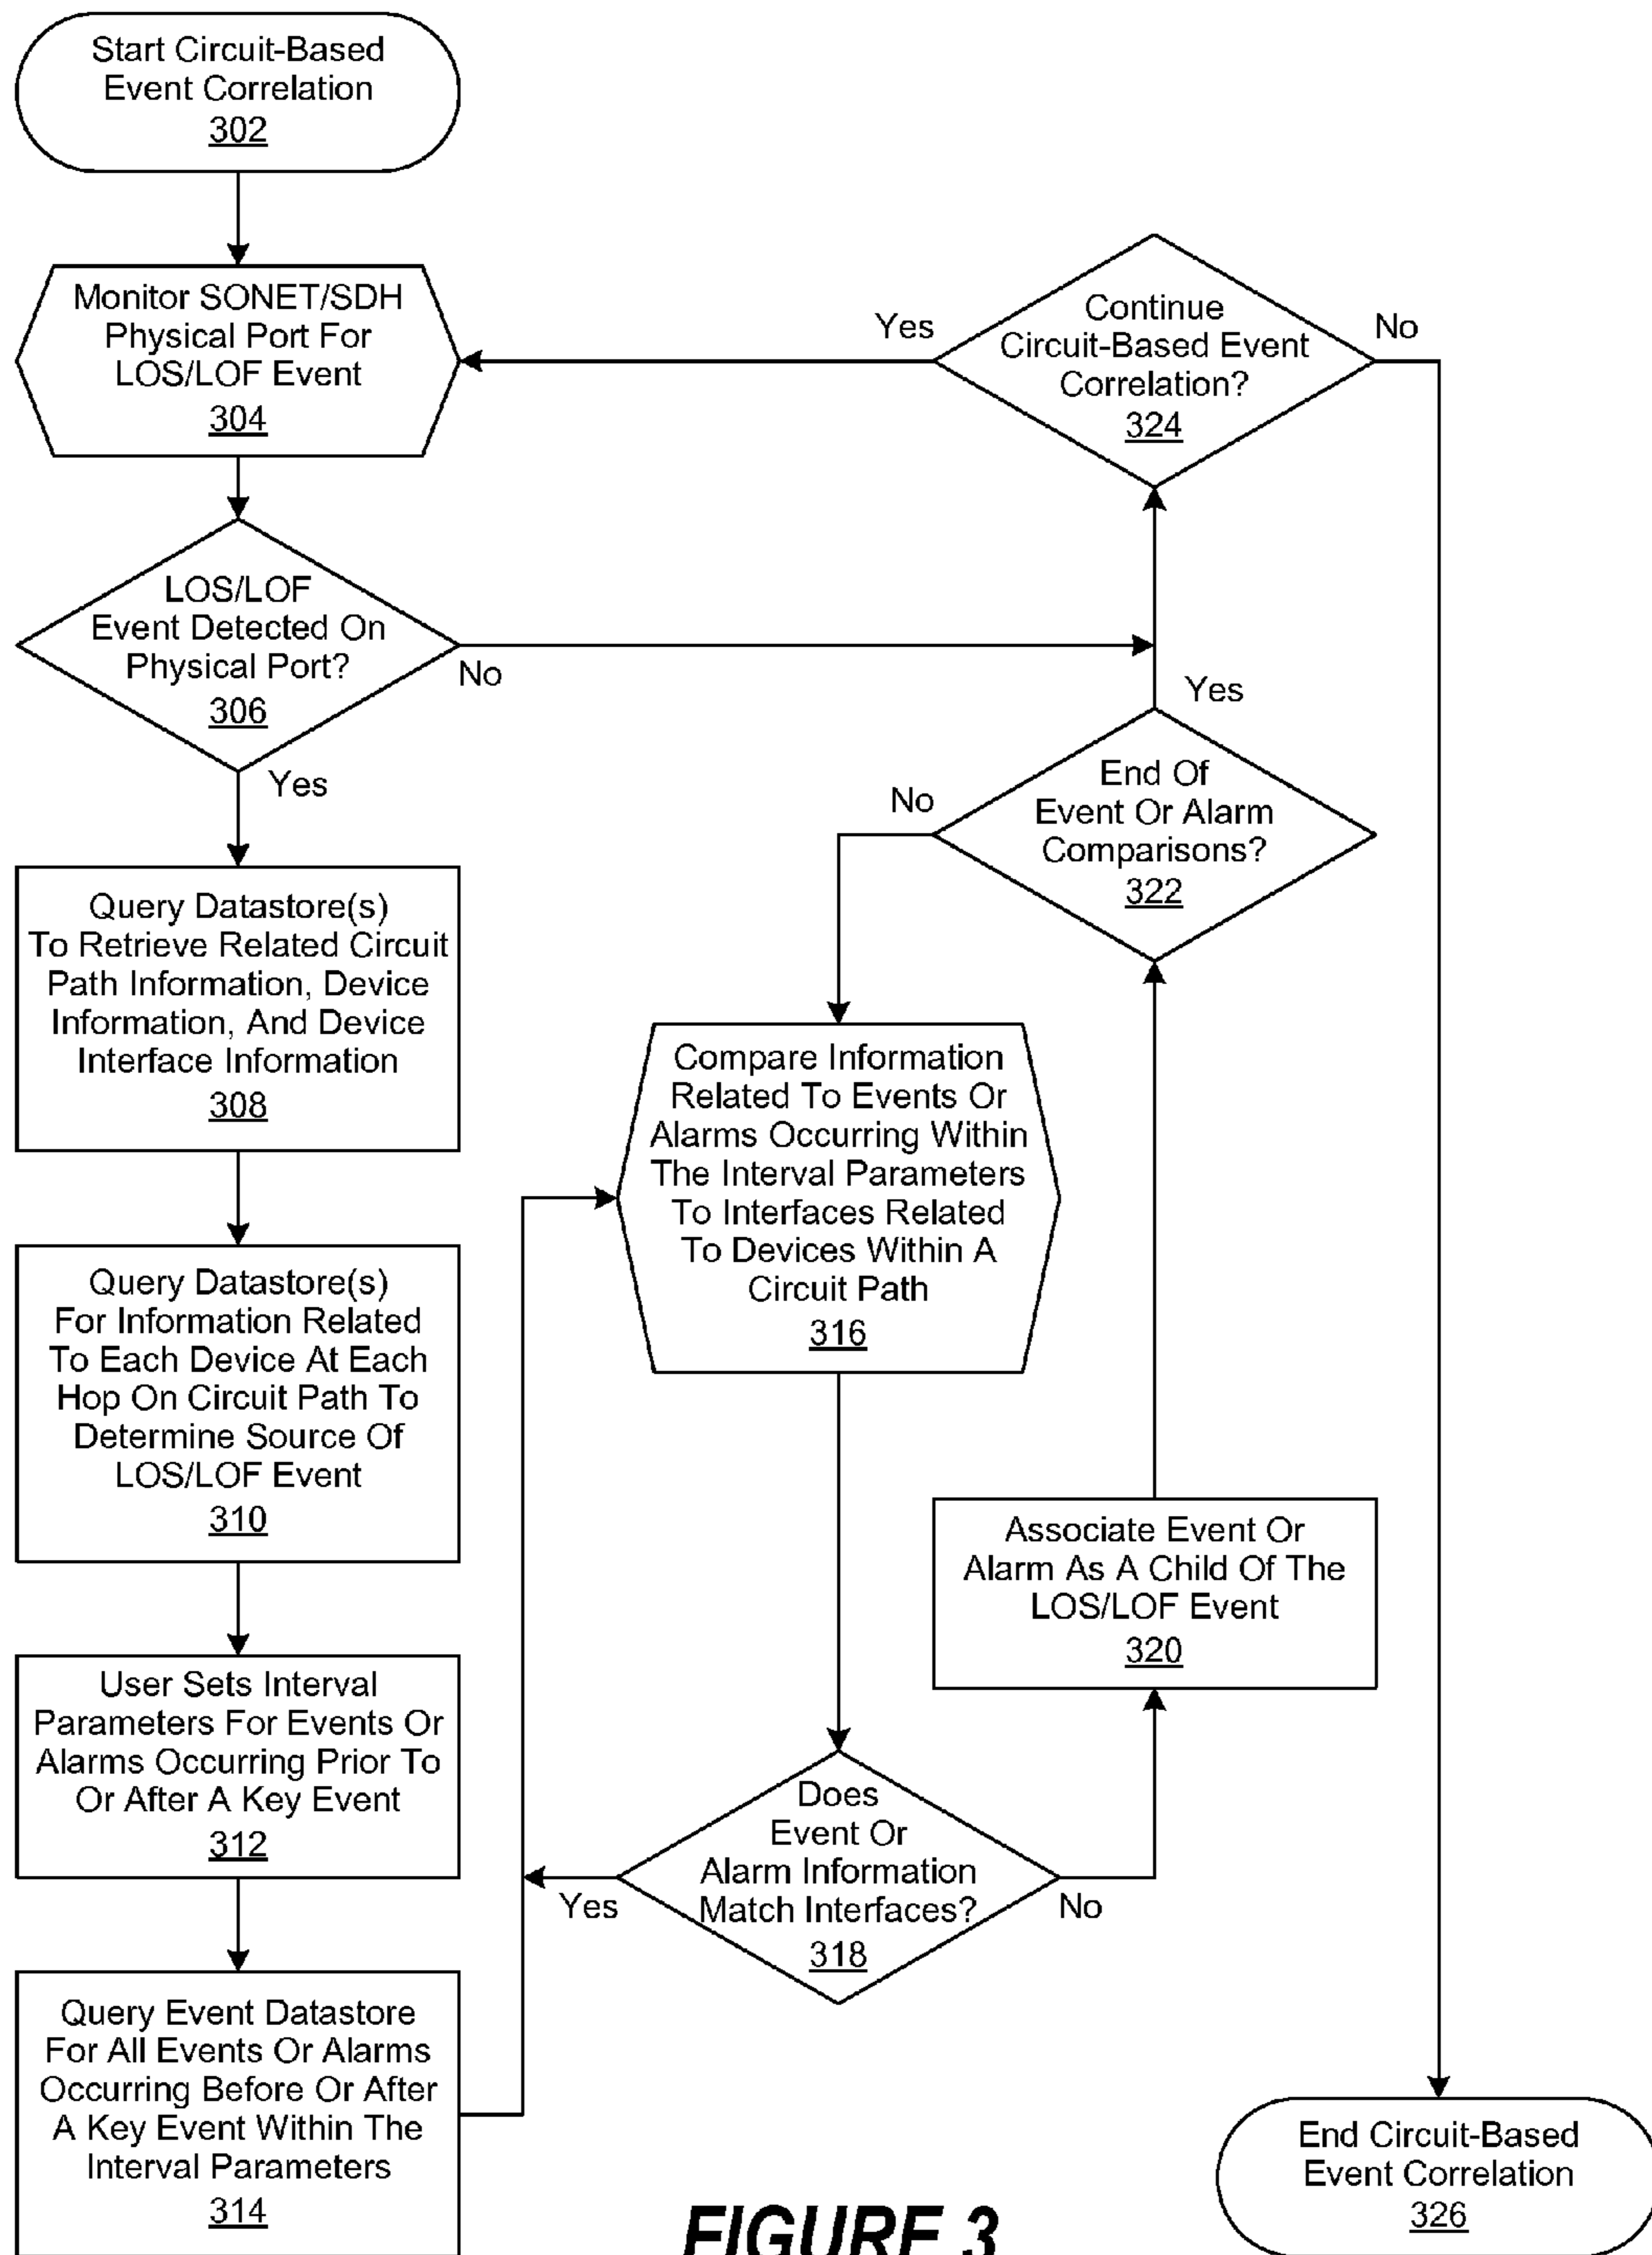 Start Circuit-Based
Event Correlation
302
Monitor SONET/SDH
Physical Port For
LOS/LOF Event
304
LOS/LOF
Event Detected On
Physical Port?
306
No
Yes
Query Datastore(s)
To Retrieve Related Circuit
Path Information, Device
Information, And Device
Interface Information
308
Query Datastore(s)
For Information Related
To Each Device At Each
Hop On Circuit Path To
Determine Source Of
LOS/LOF Event
310
User Sets Interval
Parameters For Events Or
Alarms Occurring Prior To
Or After A Key Event
312
Query Event Datastore
For All Events Or Alarms
Occurring Before Or After
A Key Event Within The
Interval Parameters
314
Compare Information
Related To Events Or
Alarms Occurring Within
The Interval Parameters
To Interfaces Related
To Devices Within A
Circuit Path
316
Does
Event Or
Alarm Information
Match Interfaces?
318
Yes
No
Associate Event Or
Alarm As A Child Of The
LOS/LOF Event
320
End Of
Event Or Alarm
Comparisons?
322
No
Yes
Continue
Circuit-Based Event
Correlation?
324
Yes
No
End Circuit-Based
Event Correlation
326
FIGURE 3